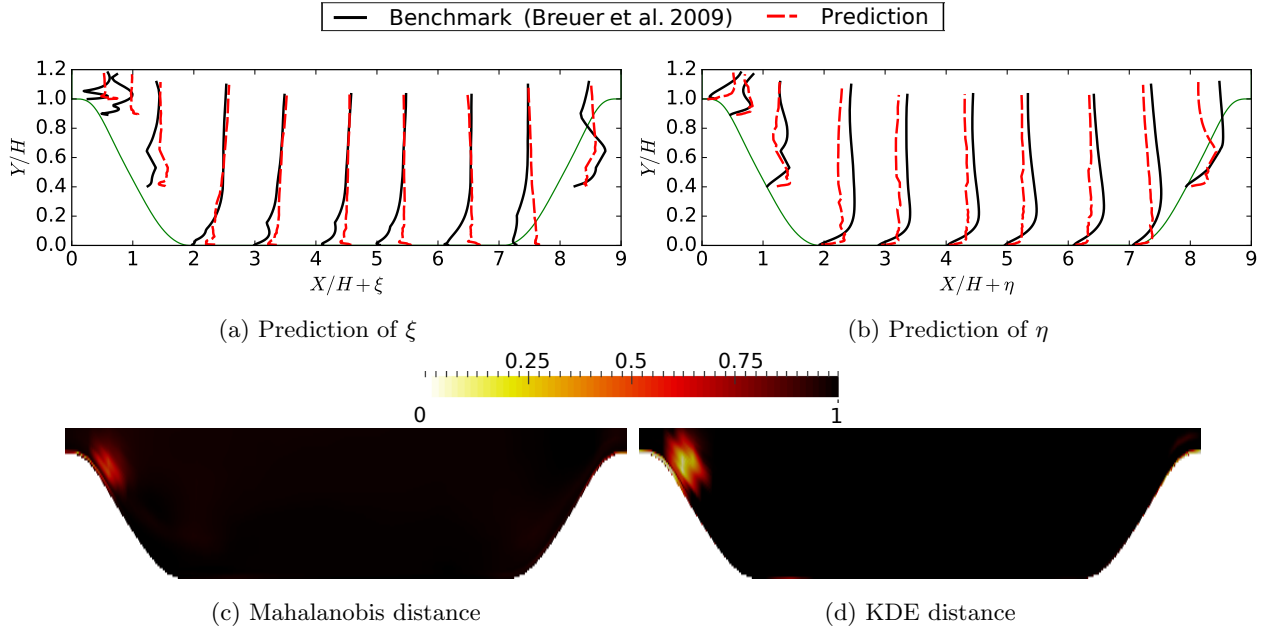 Benchmark (Breuer et al. 2009) Prediction
1.2
1.0
0.8
0.6
0.4
0.2
0.0
Y/H
0 1 2 3 4 5 6 7 8 9
X/H + ξ
(a) Prediction of ξ
1.2
1.0
0.8
0.6
0.4
0.2
0.0
Y/H
0 1 2 3 4 5 6 7 8 9
X/H + η
(b) Prediction of η
0.25 0.5 0.75
0 1
(c) Mahalanobis distance
(d) KDE distance